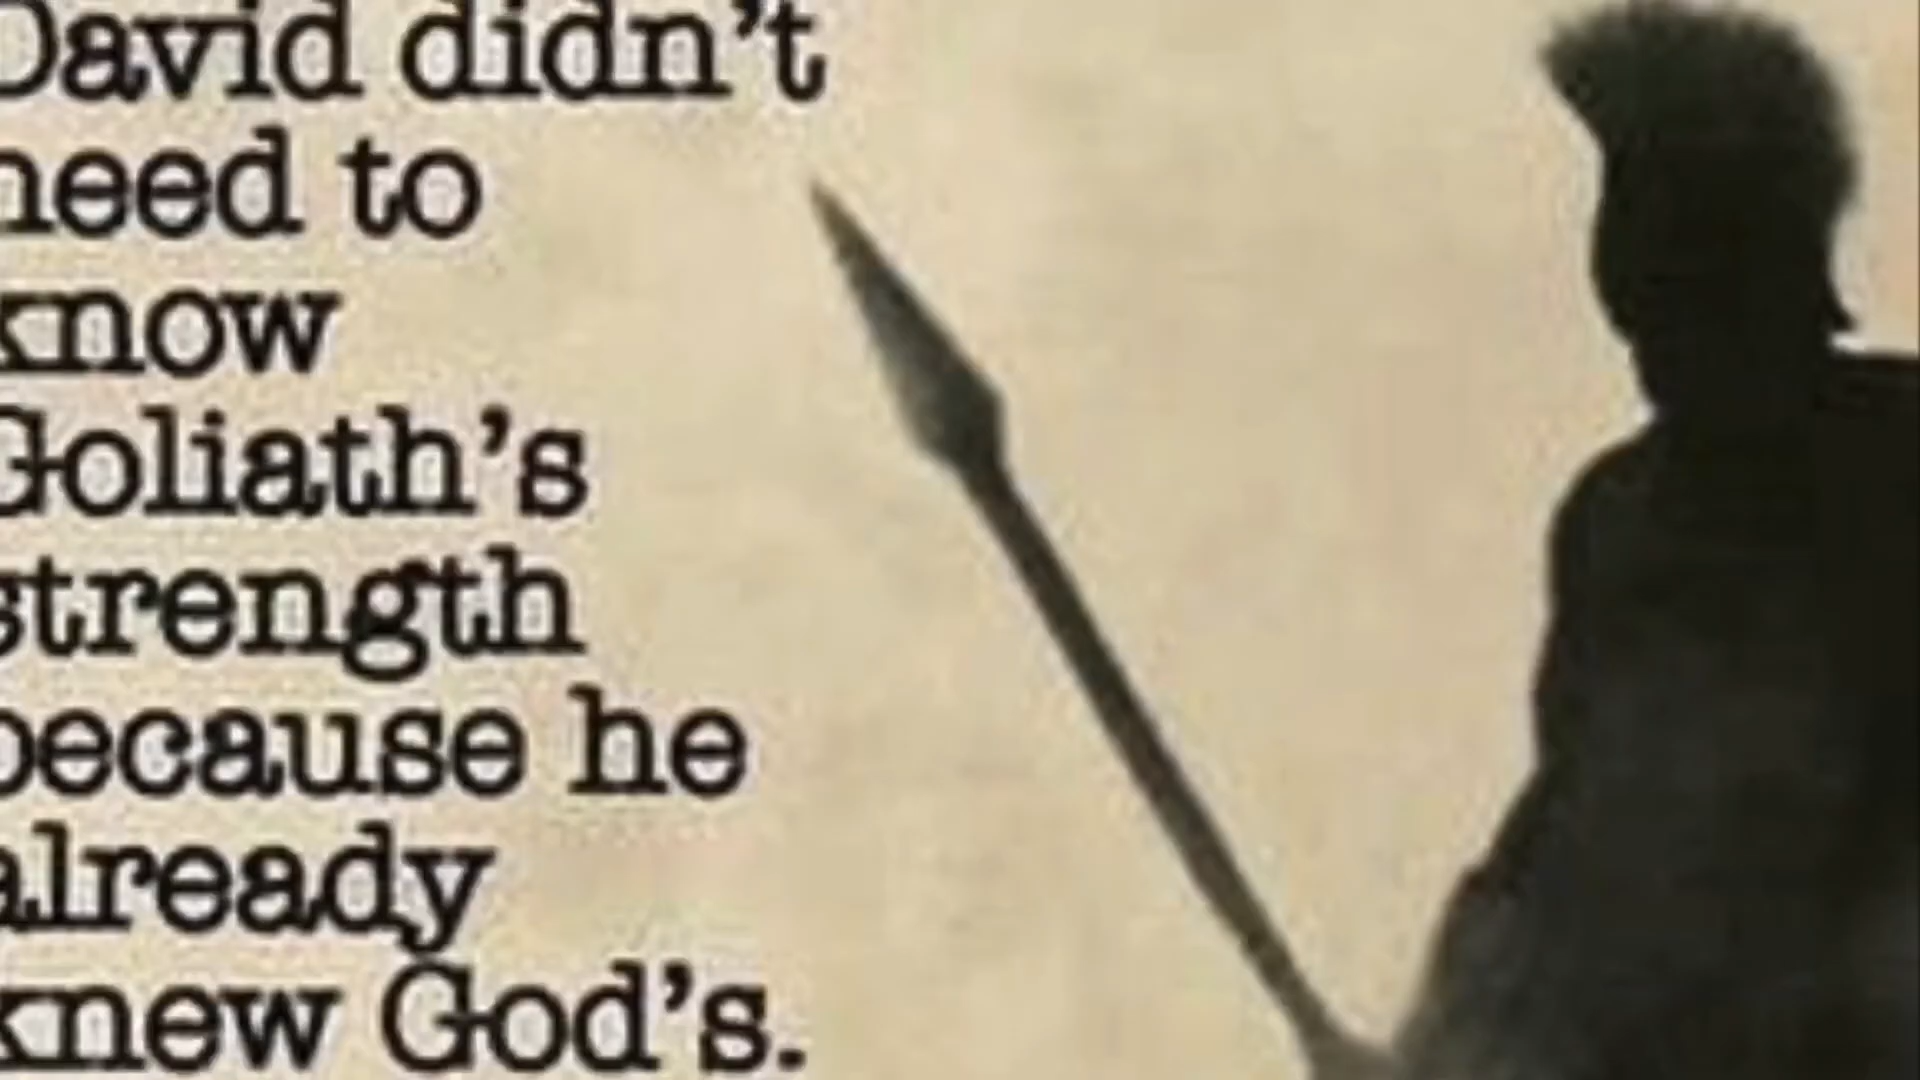 David didn't
need to
know
Goliath's
strength
because he
already
knew God's.